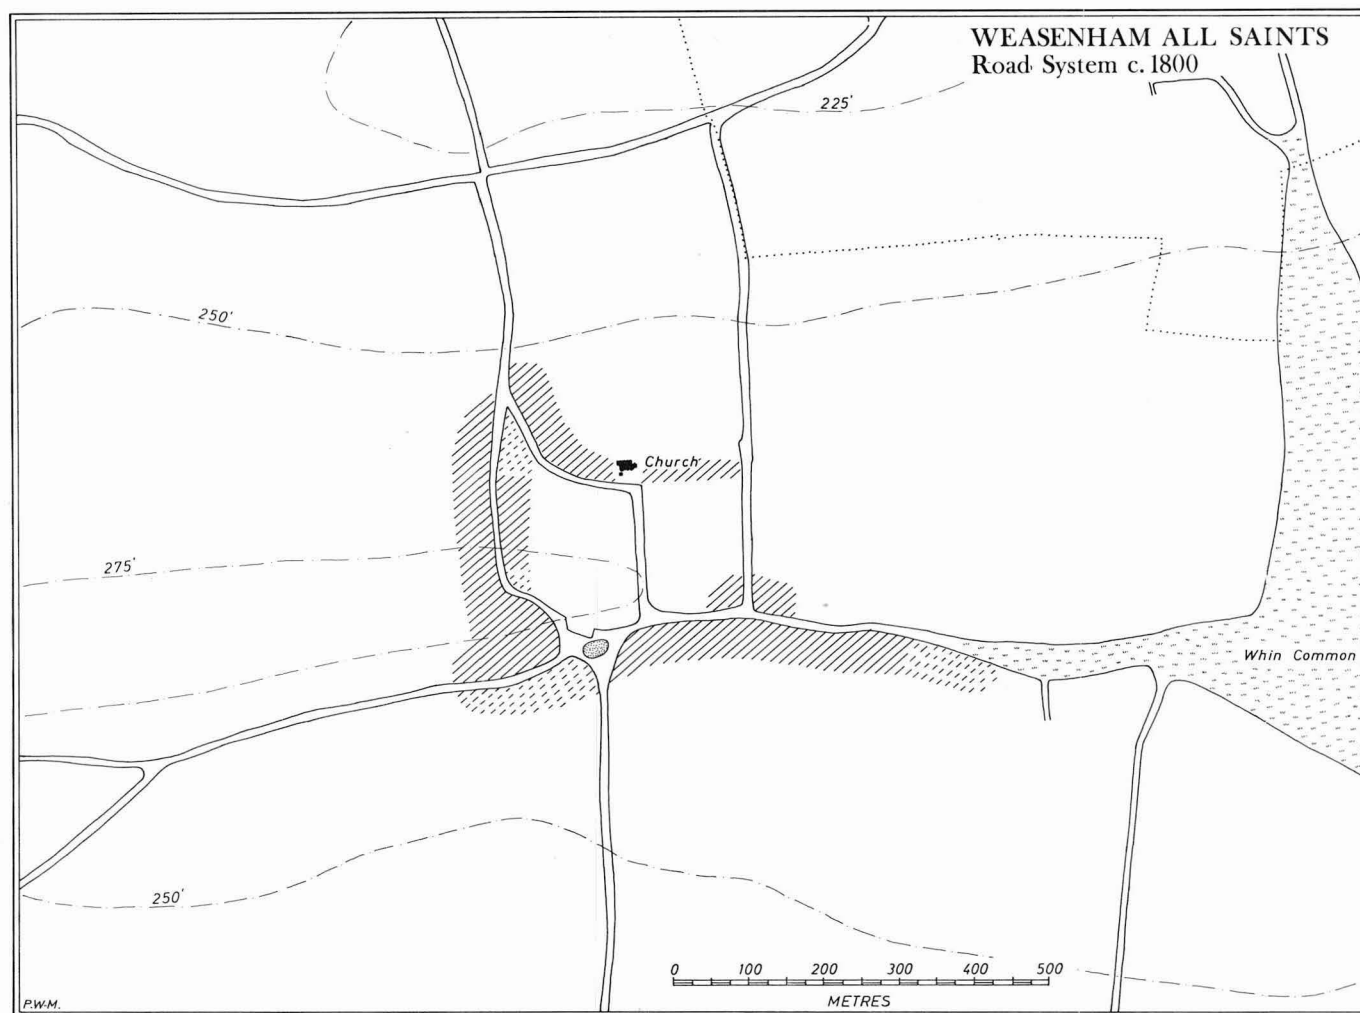 WEASENHAM ALL SAINTS
Road System c. 1800
225'
250'
Church
275'
Whin Common
250'
0 100 200 300 400 500
METRES
P.W-M.